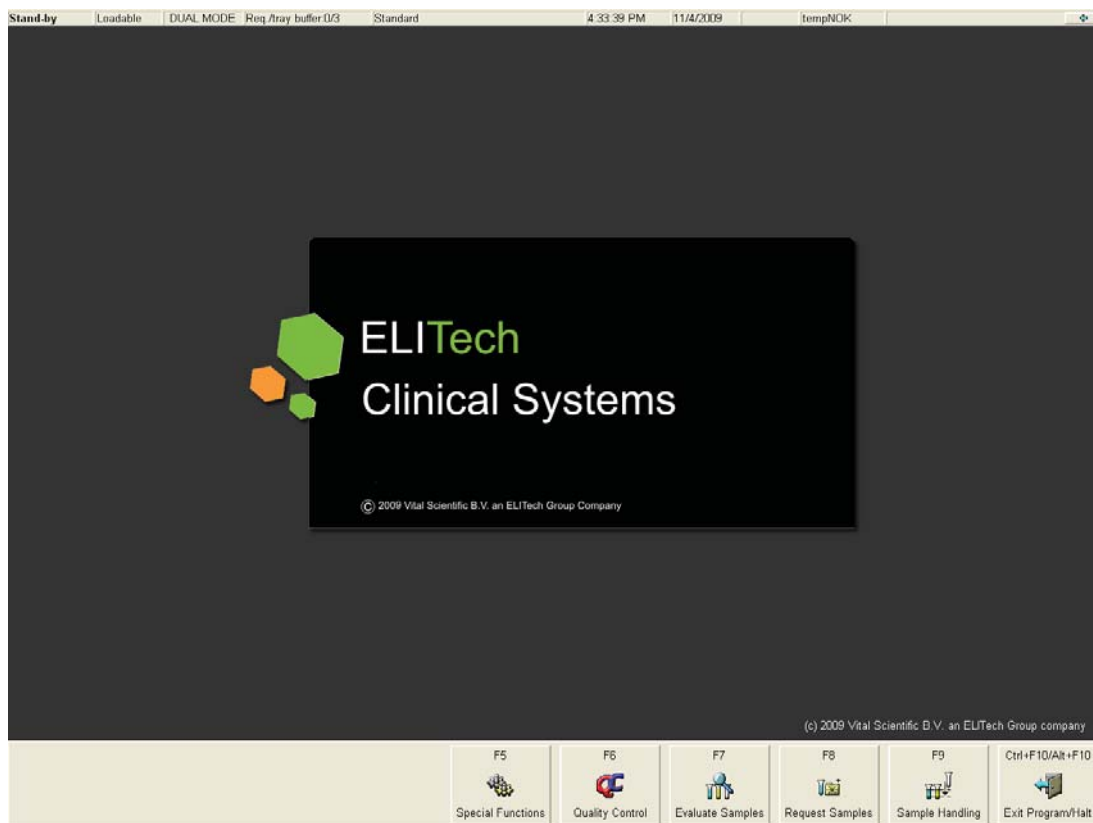 Stand-by Loadable DUAL MODE Req./tray buffer:0/3 Standard 4:33:39 PM 11/4/2009 tempNOK
ELITech
Clinical Systems
© 2009 Vital Scientific B.V. an ELITech Group Company
(c) 2009 Vital Scientific B.V. an ELITech Group company
F5 F6 F7 F8 F9 Ctrl+F10/Alt+F10
Special Functions Quality Control Evaluate Samples Request Samples Sample Handling Exit Program/Halt